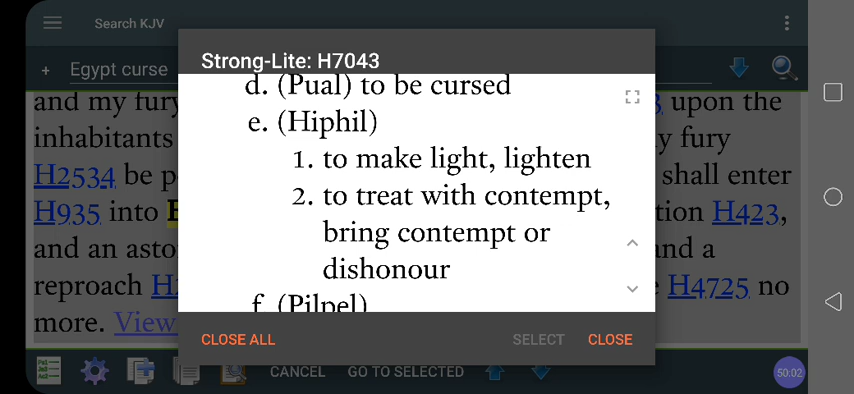 Search KJV
+ Egypt curse
Strong-Lite: H7043
d. (Pual) to be cursed
e. (Hiphil)
1. to make light, lighten
2. to treat with contempt,
bring contempt or
dishonour
f. (Pilpel)
CLOSE ALL SELECT CLOSE
and my fury upon the
inhabitants fury
H2534 be shall enter
H935 into H423,
and an and a
reproach H4725 no
more. View
CANCEL GO TO SELECTED
50:02